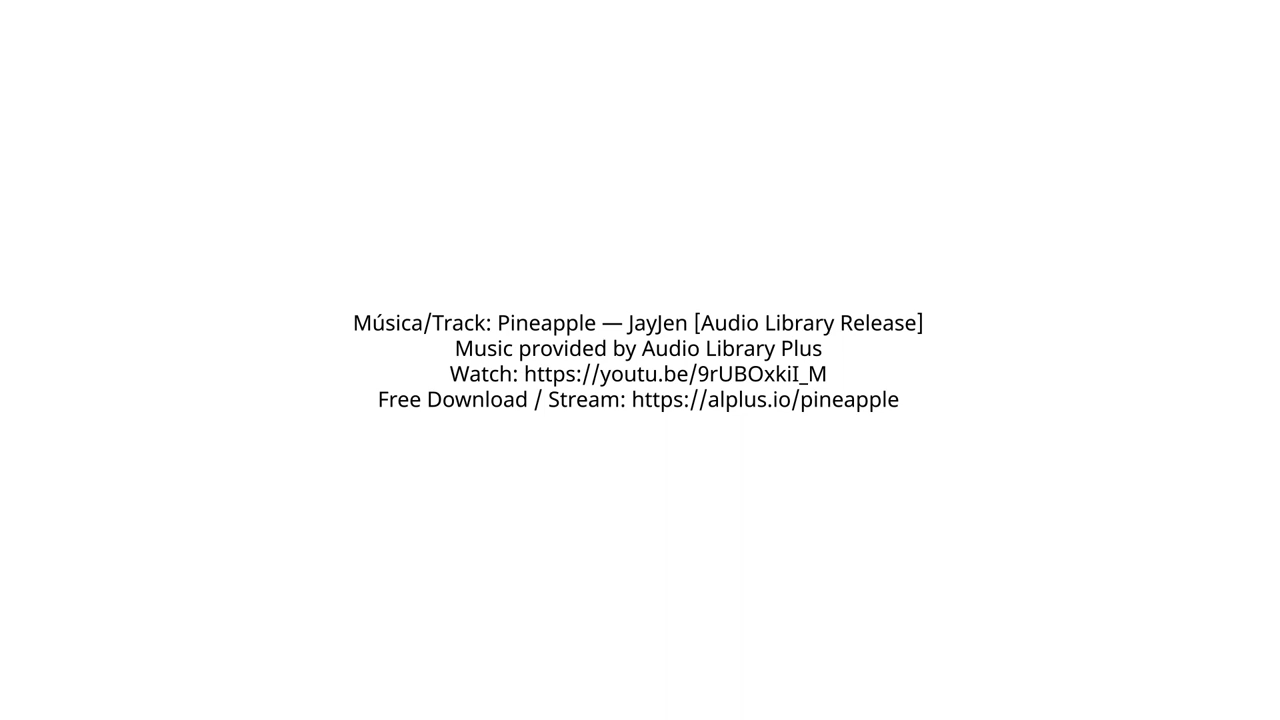 Música/Track: Pineapple — JayJen [Audio Library Release]
Music provided by Audio Library Plus
Watch: https://youtu.be/9rUBOxkiI_M
Free Download / Stream: https://alplus.io/pineapple